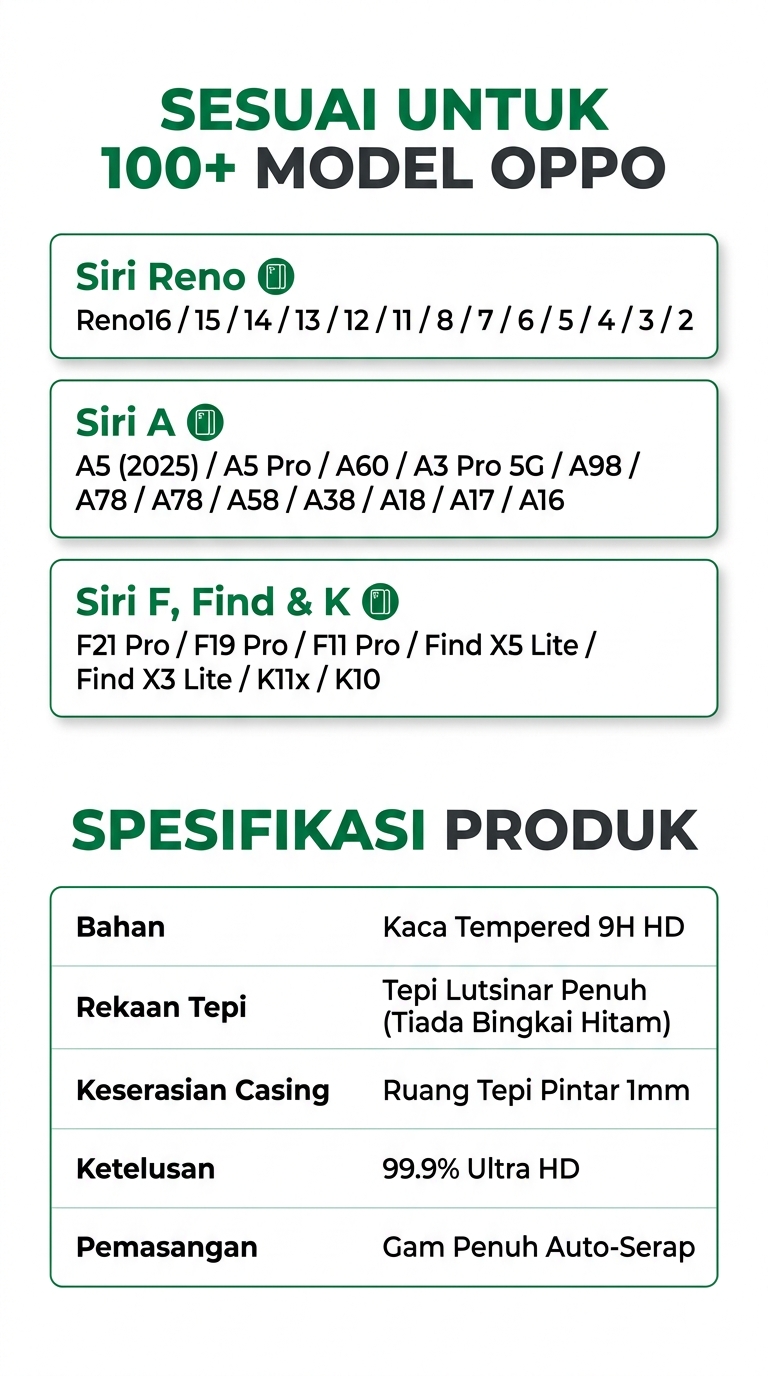 SESUAI UNTUK
100+ MODEL OPPO
Siri Reno
Reno16 / 15 / 14 / 13 / 12 / 11 / 8 / 7 / 6 / 5 / 4 / 3 / 2
Siri A
A5 (2025) / A5 Pro / A60 / A3 Pro 5G / A98 /
A78 / A78 / A58 / A38 / A18 / A17 / A16
Siri F, Find & K
F21 Pro / F19 Pro / F11 Pro / Find X5 Lite /
Find X3 Lite / K11x / K10
SPESIFIKASI PRODUK
Bahan
Kaca Tempered 9H HD
Rekaan Tepi
Tepi Lutsinar Penuh
(Tiada Bingkai Hitam)
Keserasian Casing
Ruang Tepi Pintar 1mm
Ketelusan
99.9% Ultra HD
Pemasangan
Gam Penuh Auto-Serap